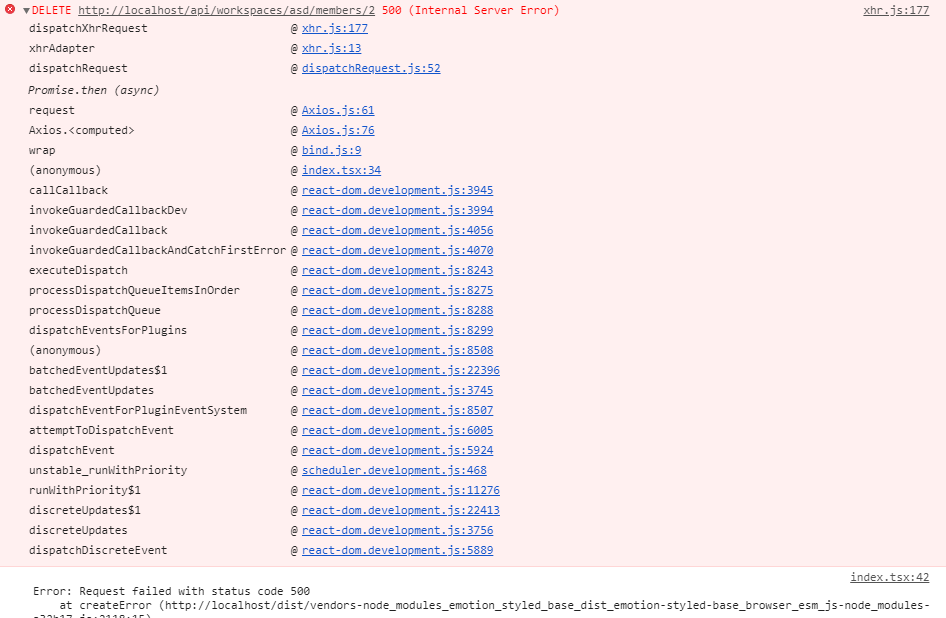 ▼DELETE http://localhost/api/workspaces/asd/members/2 500 (Internal Server Error) xhr.js:177
dispatchXhrRequest @ xhr.js:177
xhrAdapter @ xhr.js:13
dispatchRequest @ dispatchRequest.js:52
Promise.then (async)
request @ Axios.js:61
Axios.<computed> @ Axios.js:76
wrap @ bind.js:9
(anonymous) @ index.tsx:34
callCallback @ react-dom.development.js:3945
invokeGuardedCallbackDev @ react-dom.development.js:3994
invokeGuardedCallback @ react-dom.development.js:4056
invokeGuardedCallbackAndCatchFirstError @ react-dom.development.js:4070
executeDispatch @ react-dom.development.js:8243
processDispatchQueueItemsInOrder @ react-dom.development.js:8275
processDispatchQueue @ react-dom.development.js:8288
dispatchEventsForPlugins @ react-dom.development.js:8299
(anonymous) @ react-dom.development.js:8508
batchedEventUpdates$1 @ react-dom.development.js:22396
batchedEventUpdates @ react-dom.development.js:3745
dispatchEventForPluginEventSystem @ react-dom.development.js:8507
attemptToDispatchEvent @ react-dom.development.js:6005
dispatchEvent @ react-dom.development.js:5924
unstable_runWithPriority @ scheduler.development.js:468
runWithPriority$1 @ react-dom.development.js:11276
discreteUpdates$1 @ react-dom.development.js:22413
discreteUpdates @ react-dom.development.js:3756
dispatchDiscreteEvent @ react-dom.development.js:5889
index.tsx:42
Error: Request failed with status code 500
at createError (http://localhost/dist/vendors-node_modules_emotion_styled_base_dist_emotion-styled-base_browser_esm_js-node_modules-